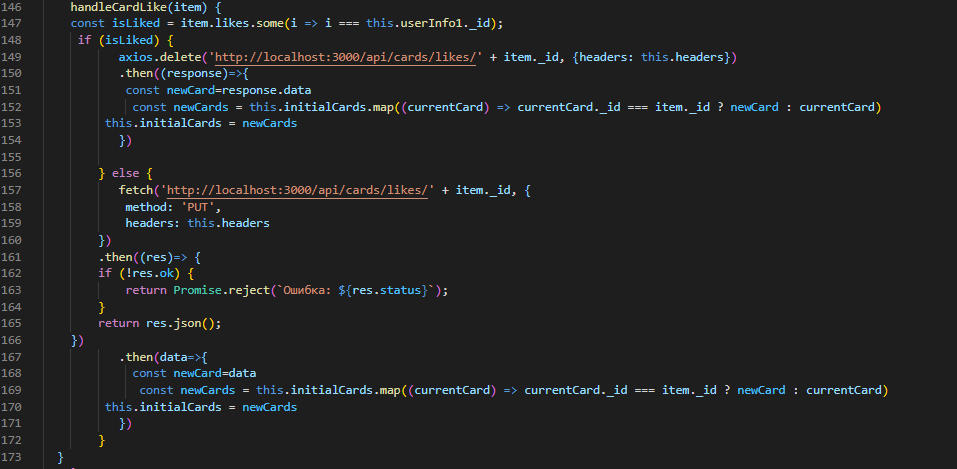 146 handleCardLike(item) {
147 const isLiked = item.likes.some(i => i === this.userInfo1._id);
148 if (isLiked) {
149 axios.delete('http://localhost:3000/api/cards/likes/' + item._id, {headers: this.headers})
150 .then((response)=>{
151 const newCard=response.data
152 const newCards = this.initialCards.map((currentCard) => currentCard._id === item._id ? newCard : currentCard)
153 this.initialCards = newCards
154 })
155
156 } else {
157 fetch('http://localhost:3000/api/cards/likes/' + item._id, {
158 method: 'PUT',
159 headers: this.headers
160 })
161 .then((res)=> {
162 if (!res.ok) {
163 return Promise.reject(`Ошибка: ${res.status}`);
164 }
165 return res.json();
166 })
167 .then(data=>{
168 const newCard=data
169 const newCards = this.initialCards.map((currentCard) => currentCard._id === item._id ? newCard : currentCard)
170 this.initialCards = newCards
171 })
172 }
173 }